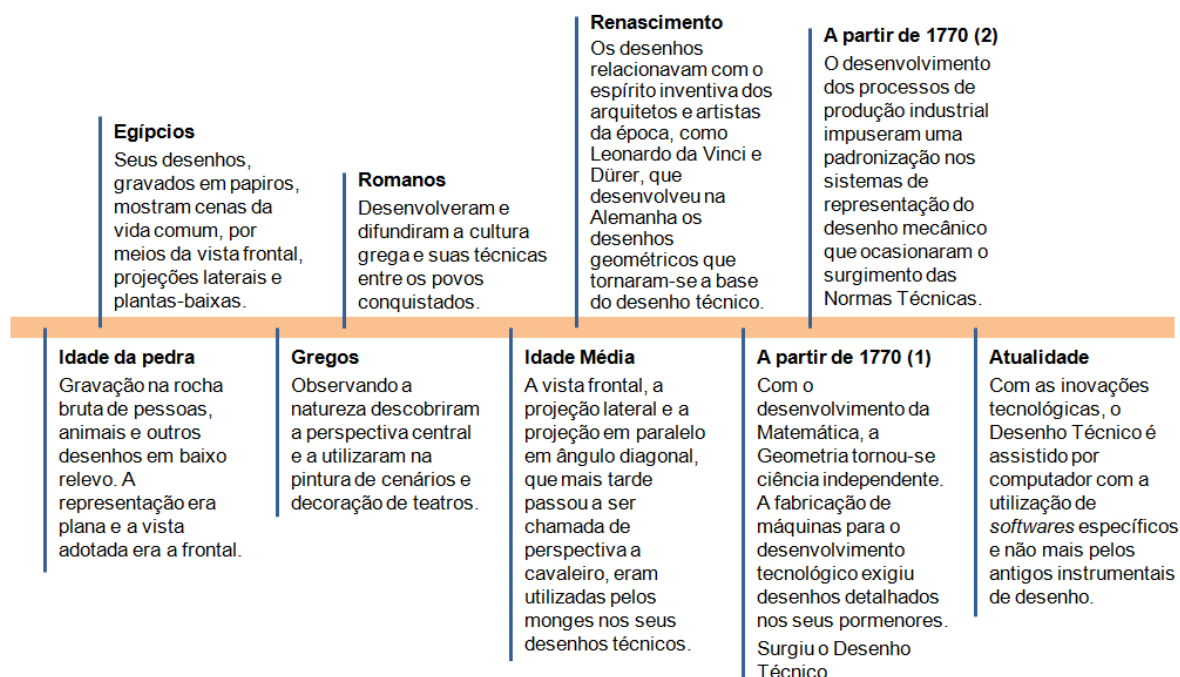 Egípcios
Seus desenhos,
gravados em papiros,
mostram cenas da
vida comum, por
meios da vista frontal,
projeções laterais e
plantas-baixas.
Romanos
Desenvolveram e
difundiram a cultura
grega e suas técnicas
entre os povos
conquistados.
Renascimento
Os desenhos
relacionavam com o
espírito inventiva dos
arquitetos e artistas
da época, como
Leonardo da Vinci e
Dürer, que
desenvolveu na
Alemanha os
desenhos
geométricos que
tornaram-se a base
do desenho técnico.
A partir de 1770 (2)
O desenvolvimento
dos processos de
produção industrial
impuseram uma
padronização nos
sistemas de
representação do
desenho mecânico
que ocasionaram o
surgimento das
Normas Técnicas.
Idade da pedra
Gravação na rocha
bruta de pessoas,
animais e outros
desenhos em baixo
relevo. A
representação era
plana e a vista
adotada era a frontal.
Gregos
Observando a
natureza descobriram
a perspectiva central
e a utilizaram na
pintura de cenários e
decoração de teatros.
Idade Média
A vista frontal, a
projeção lateral e a
projeção em paralelo
em ângulo diagonal,
que mais tarde
passou a ser
chamada de
perspectiva a
cavaleiro, eram
utilizadas pelos
monges nos seus
desenhos técnicos.
A partir de 1770 (1)
Com o
desenvolvimento da
Matemática, a
Geometria tornou-se
ciência independente.
A fabricação de
máquinas para o
desenvolvimento
tecnológico exigiu
desenhos detalhados
nos seus pormenores.
Surgiu o Desenho
Técnico
Atualidade
Com as inovações
tecnológicas, o
Desenho Técnico é
assistido por
computador com a
utilização de
softwares específicos
e não mais pelos
antigos instrumentais
de desenho.